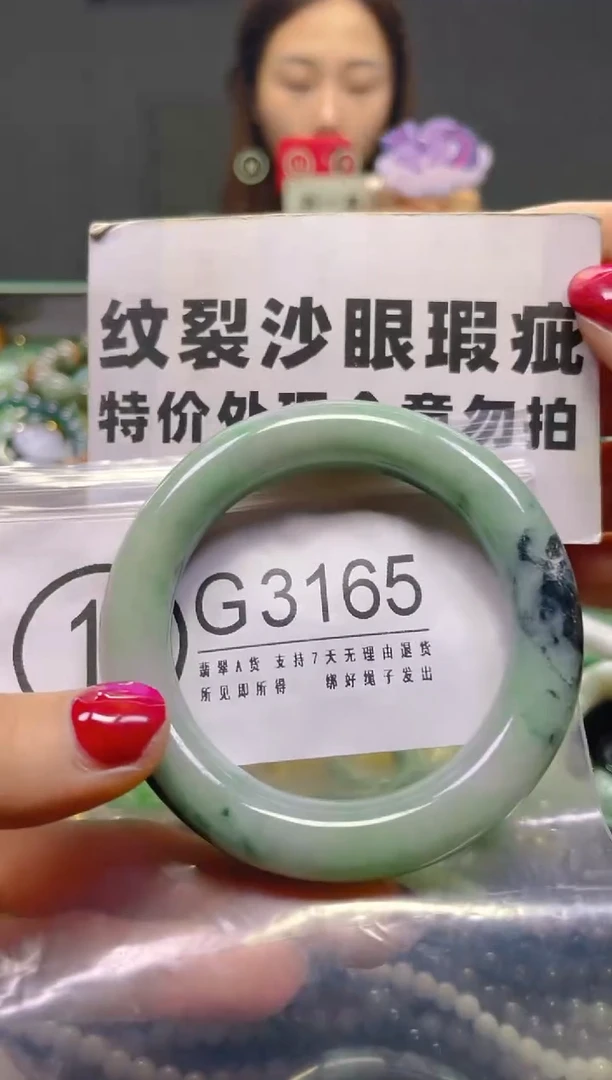 纹裂沙眼瑕疵
特价处 勿拍
1
G3165
翡翠A货 支持7天无理由退货
所见即所得 绑好绳子发出